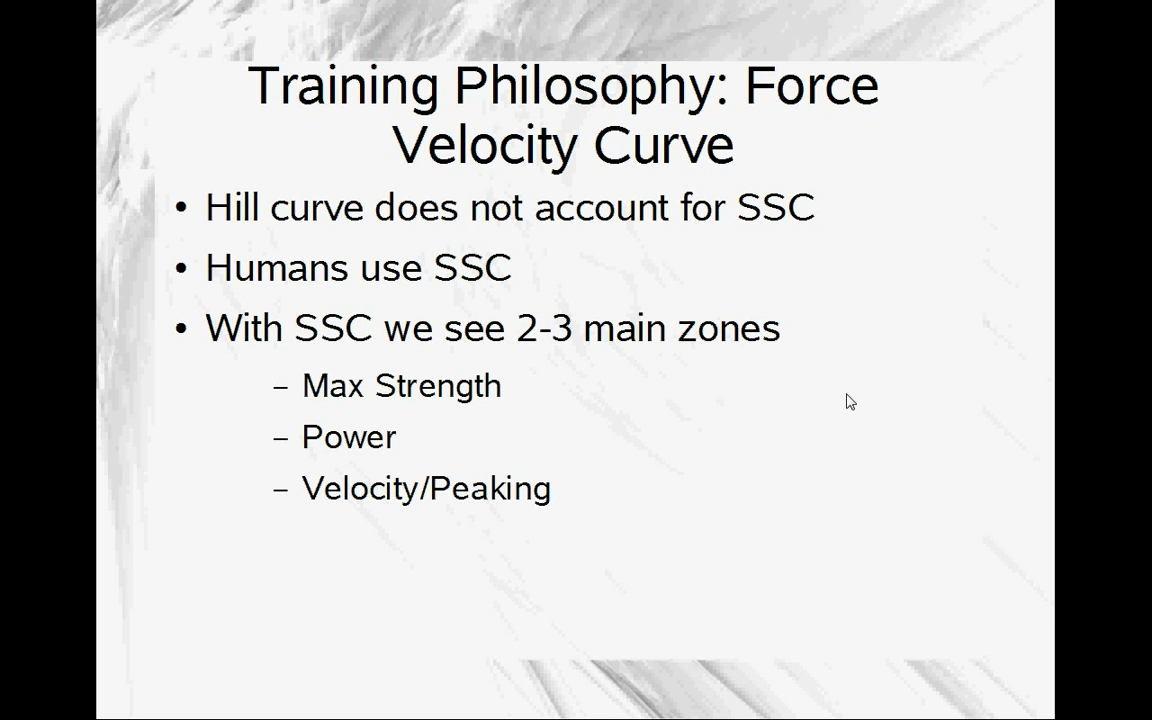 Training Philosophy: Force
Velocity Curve
• Hill curve does not account for SSC
• Humans use SSC
• With SSC we see 2-3 main zones
– Max Strength
– Power
– Velocity/Peaking